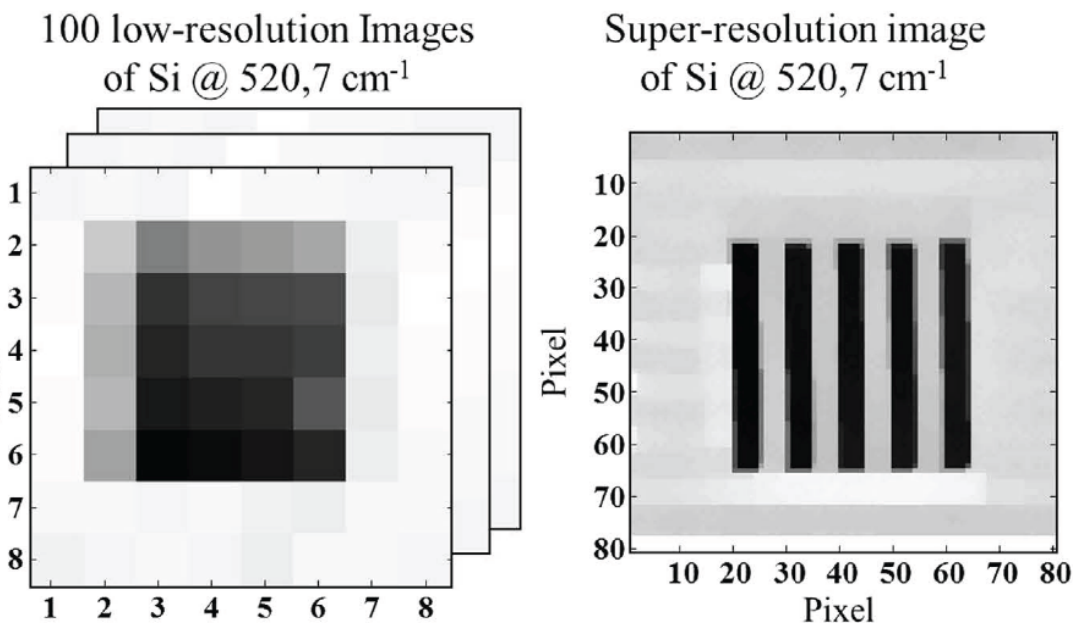 100 low-resolution Images
of Si @ 520,7 cm-1
Super-resolution image
of Si @ 520,7 cm-1
1
2
3
4
5
6
7
8
1 2 3 4 5 6 7 8
Pixel
10
20
30
40
50
60
70
80
10 20 30 40 50 60 70 80
Pixel